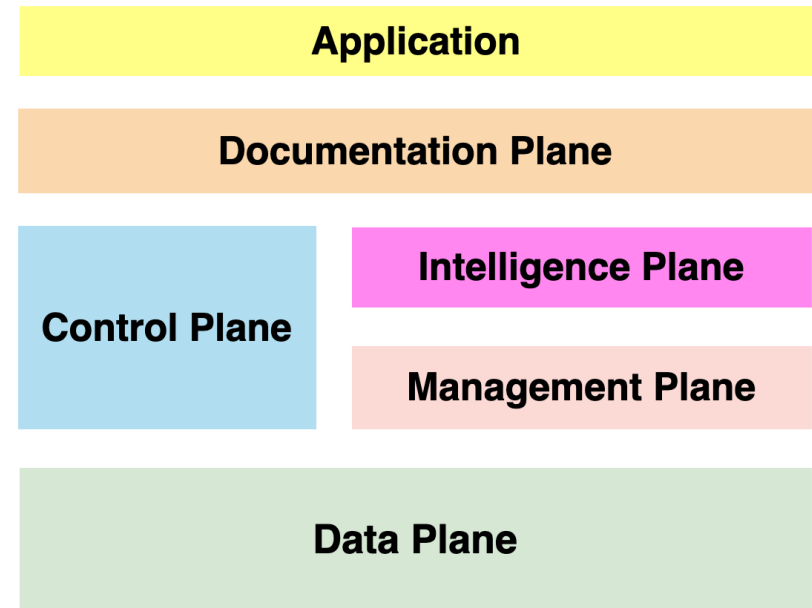 Application
Documentation Plane
Control Plane
Intelligence Plane
Management Plane
Data Plane